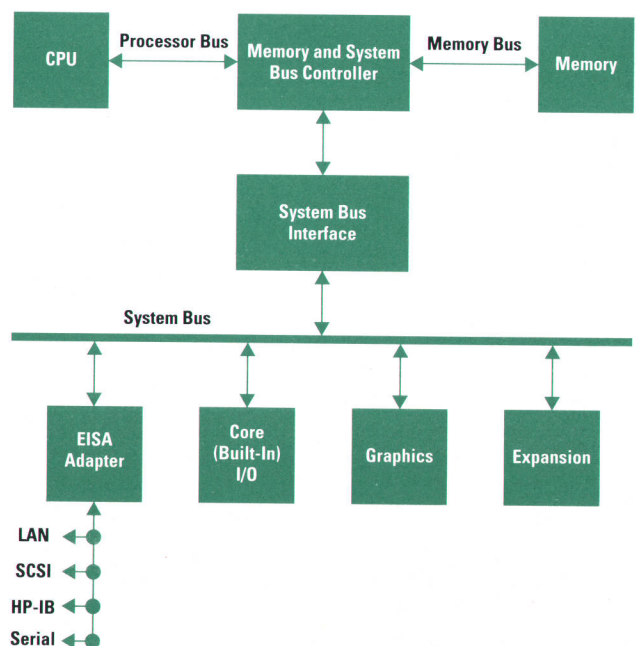 CPU
Processor Bus
Memory and System
Bus Controller
Memory Bus
Memory
System Bus
Interface
System Bus
EISA
Adapter
Core
(Built-In)
I/O
Graphics
Expansion
LAN
SCSI
HP-IB
Serial